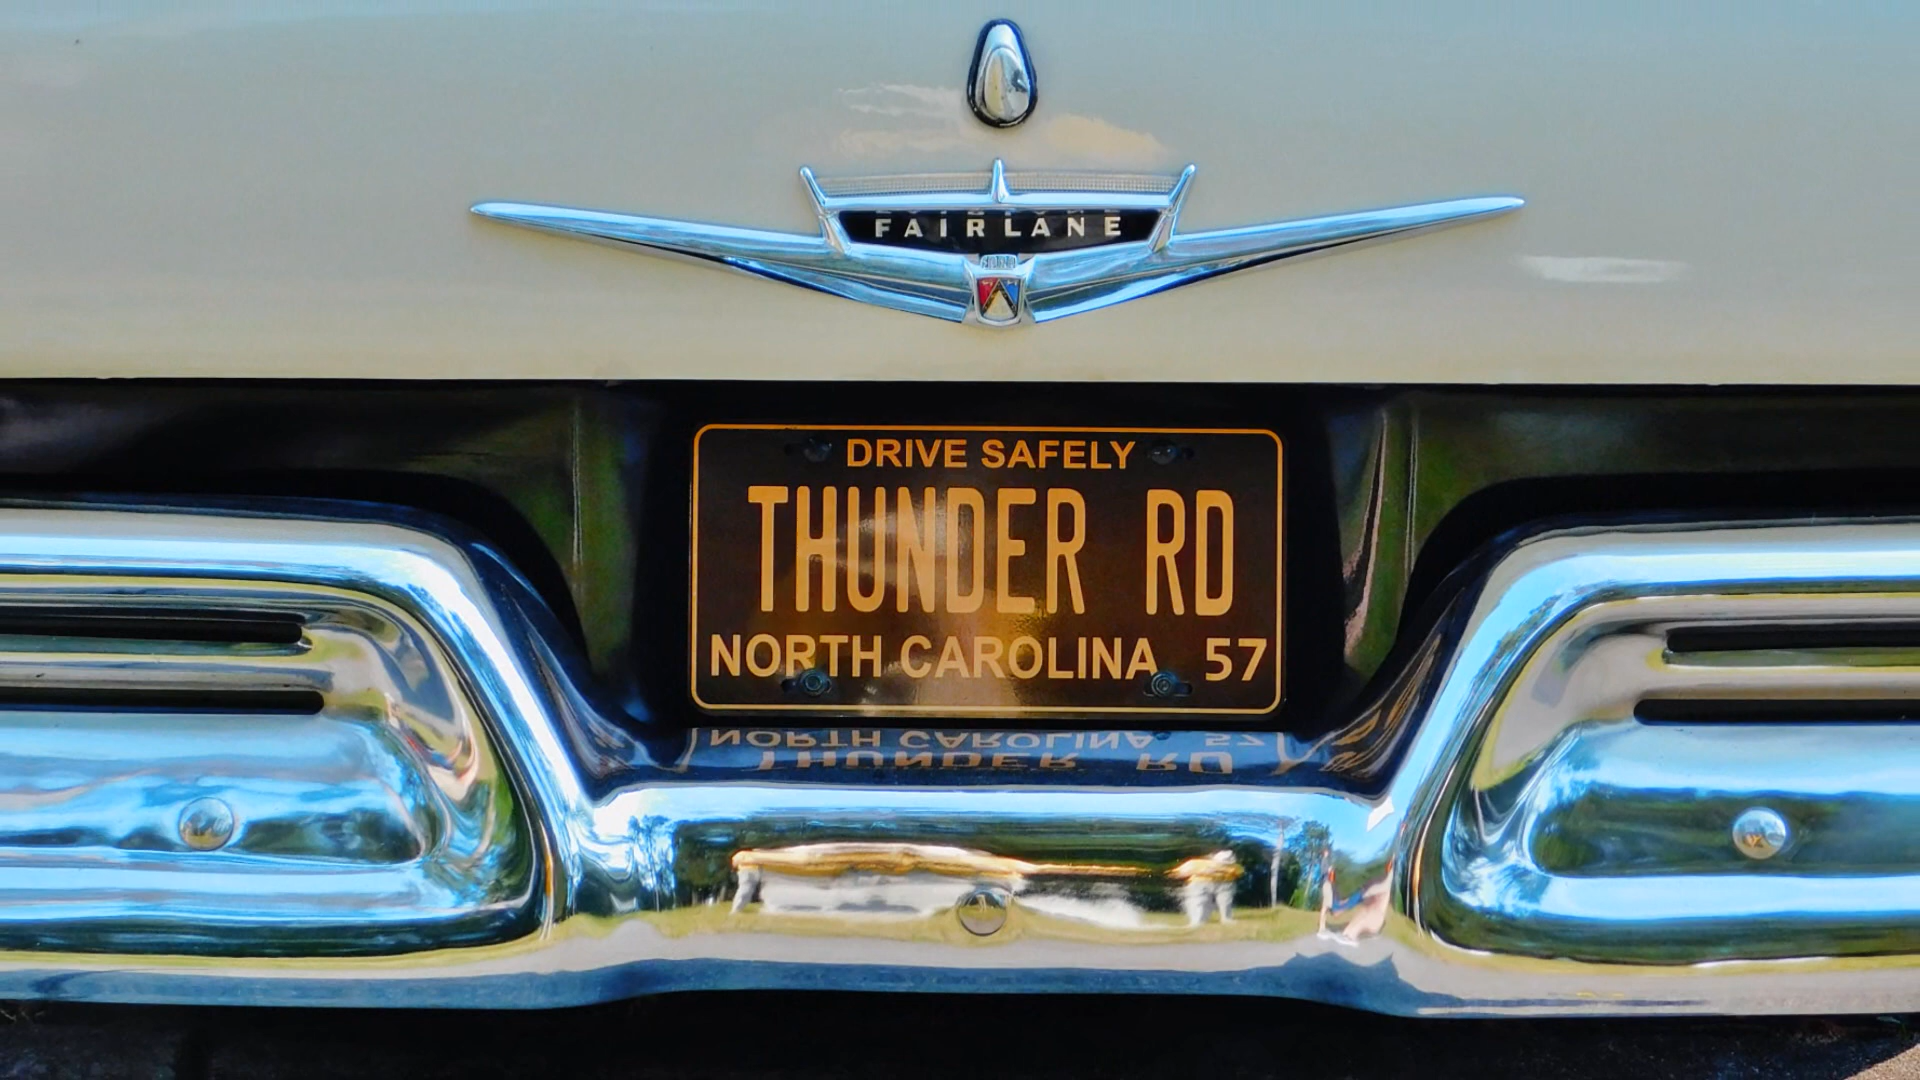 FAIRLANE
DRIVE SAFELY
THUNDER RD
NORTH CAROLINA 57